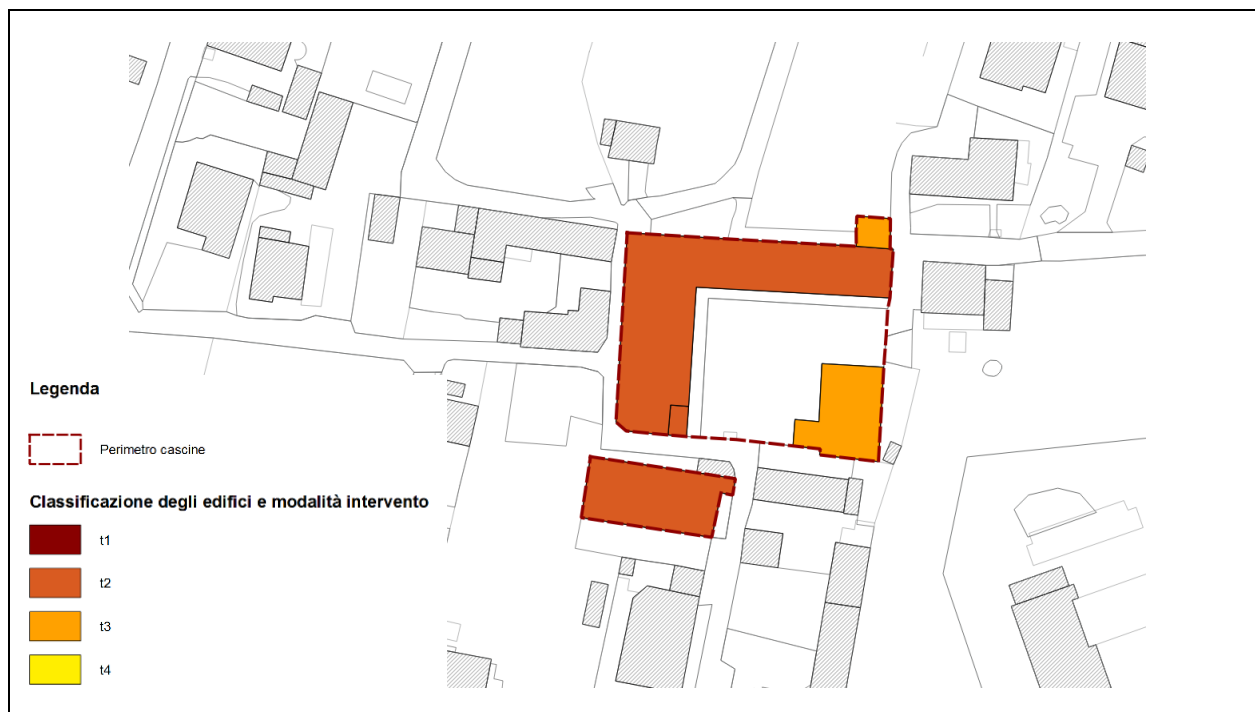 Legenda
Perimetro cascine
Classificazione degli edifici e modalità intervento
t1
t2
t3
t4